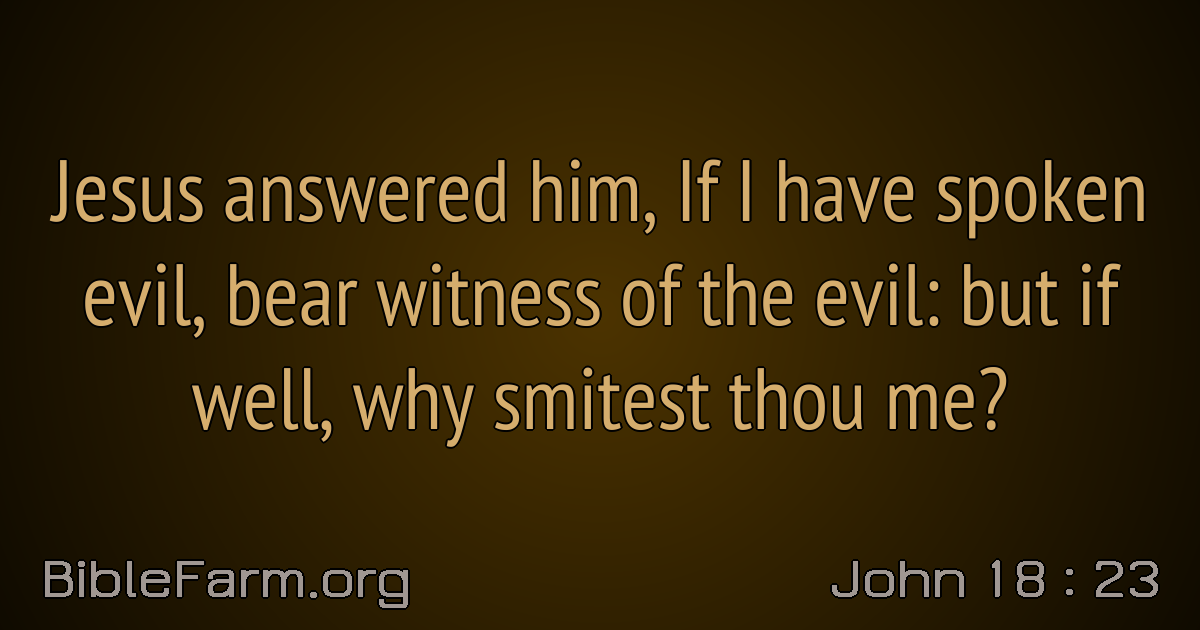 Jesus answered him, If I have spoken
evil, bear witness of the evil: but if
well, why smitest thou me?
BibleFarm.org
John 18 : 23